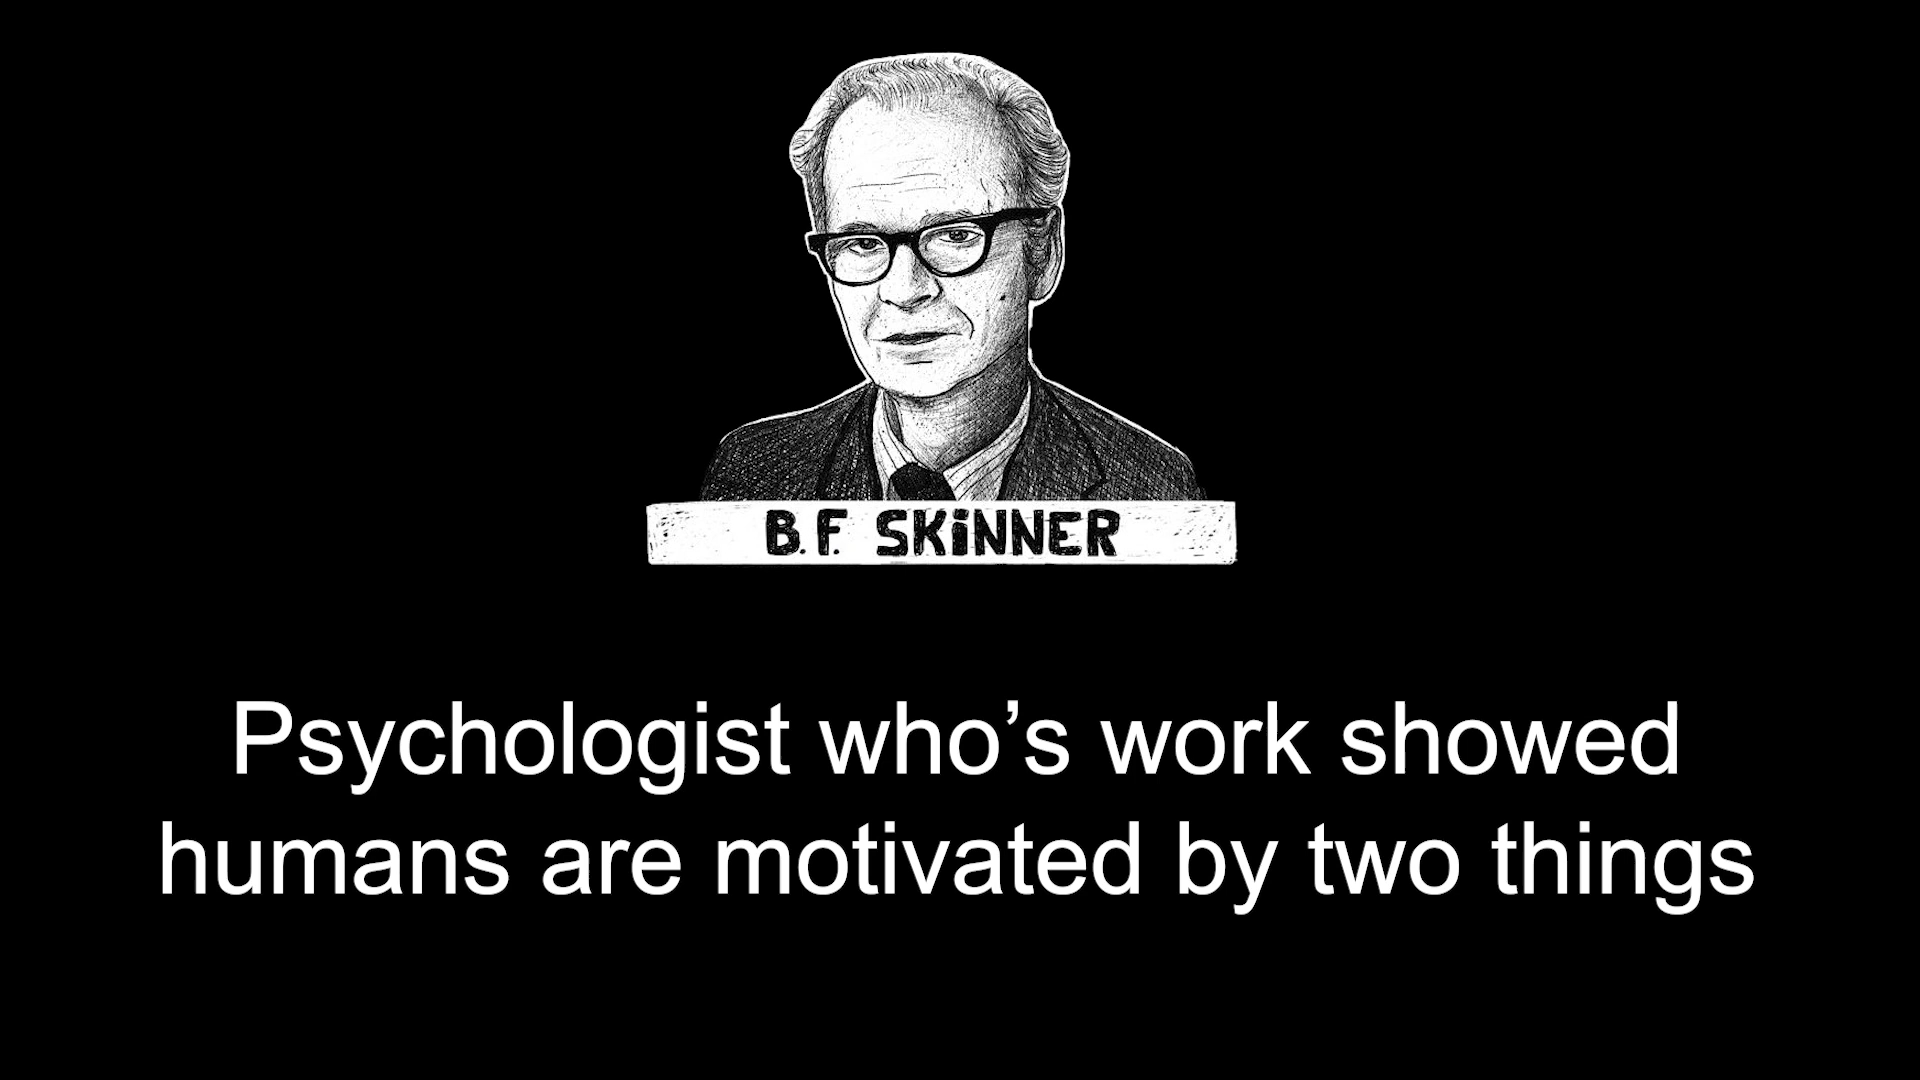 B.F. SKiNNER
Psychologist who’s work showed
humans are motivated by two things